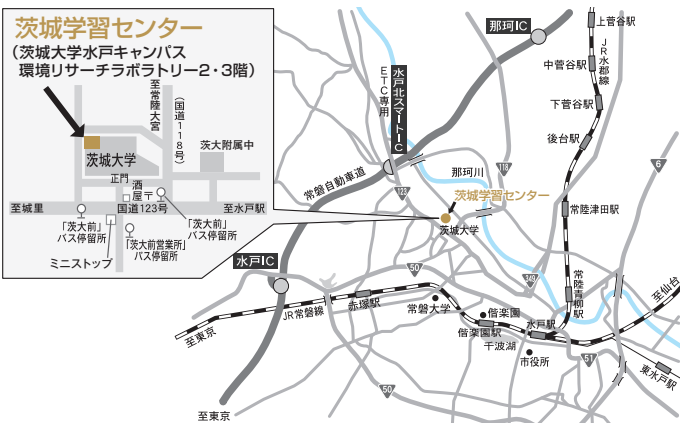 茨城学習センター
（茨城大学水戸キャンパス
環境リサーチラボラトリー2・3階）
至常陸大宮
（国道118号）
茨大附属中
茨城大学
正門
酒屋
〒
至城里
国道123号
至水戸駅
「茨大前」
バス停留所
「茨大前営業所」
バス停留所
「茨大前」
バス停留所
ミニストップ
那珂IC
水戸北スマートIC
ETC専用
上菅谷駅
JR水郡線
中菅谷駅
下菅谷駅
後台駅
118
6
那珂川
常磐自動車道
123
茨城学習センター
茨城大学
常陸津田駅
水戸IC
50
349
常陸青柳駅
至仙台
赤塚駅
JR常磐線
常磐大学
偕楽園
偕楽園駅
水戸駅
千波湖
市役所
51
東水戸駅
至東京
50
至東京